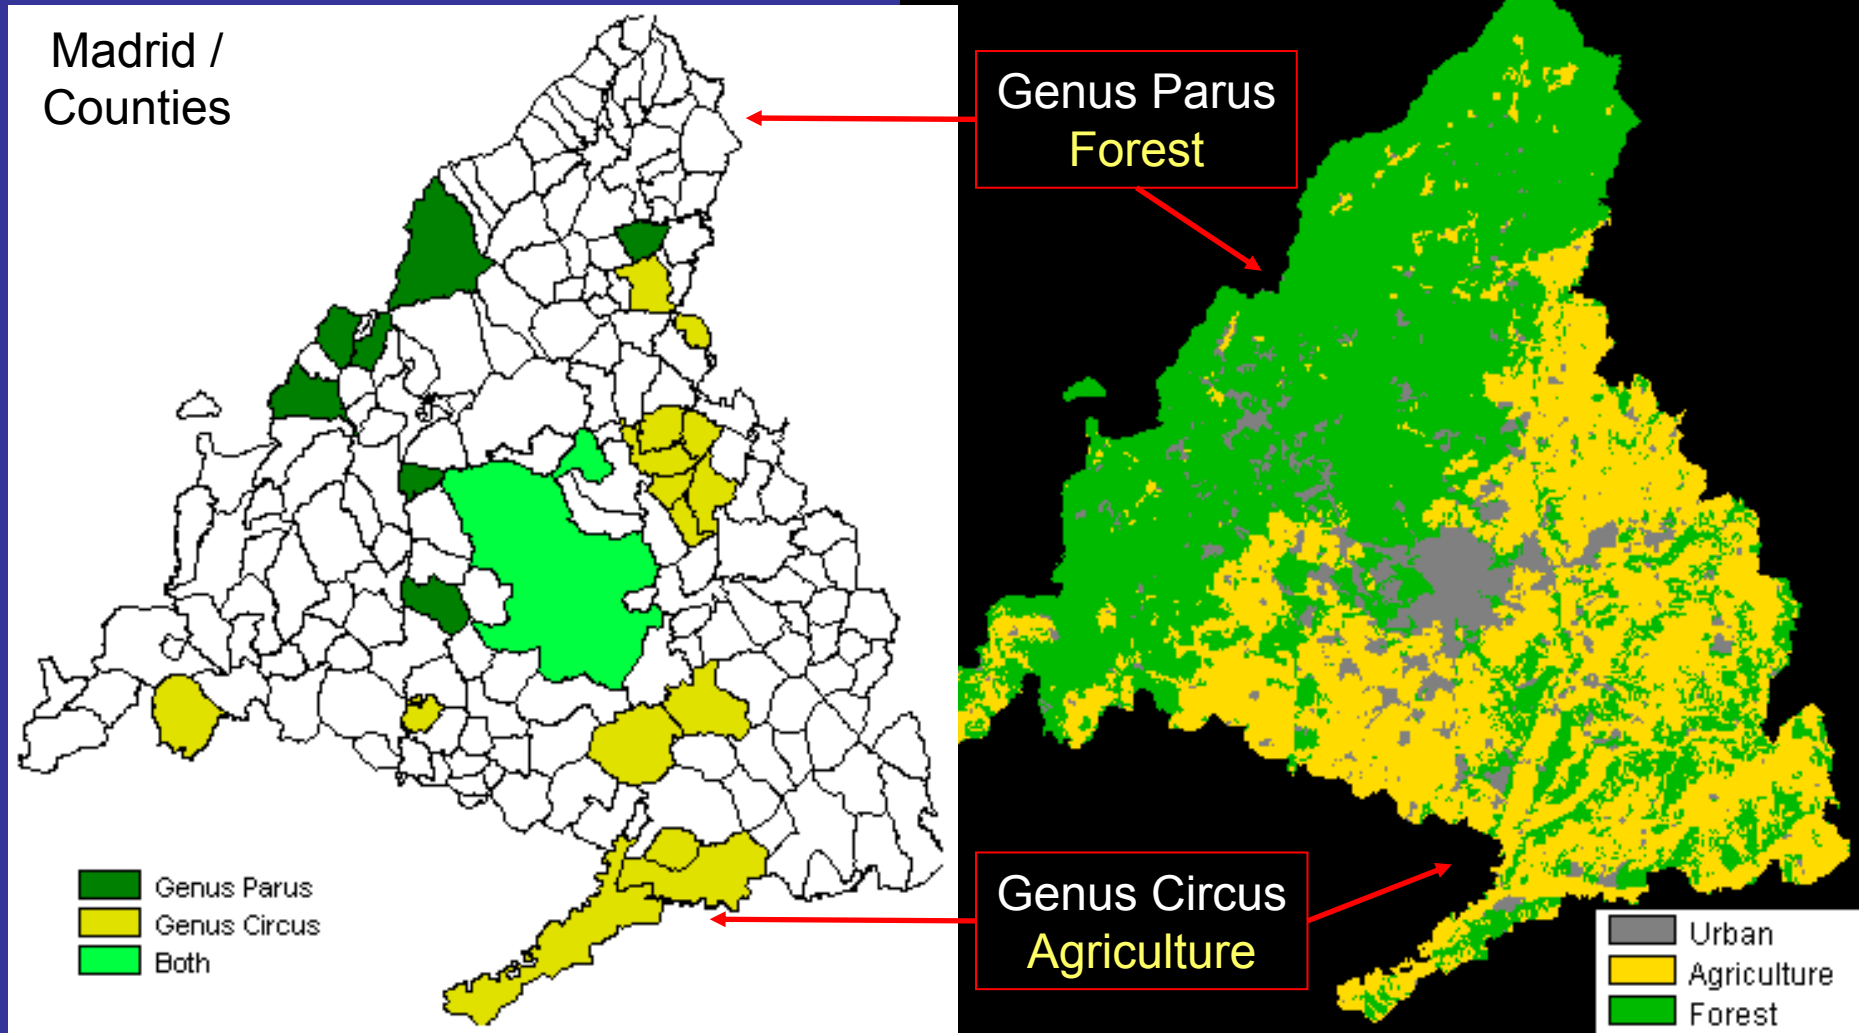 Madrid /
Counties
Genus Parus
Forest
Genus Parus
Genus Circus
Both
Genus Circus
Agriculture
Urban
Agriculture
Forest